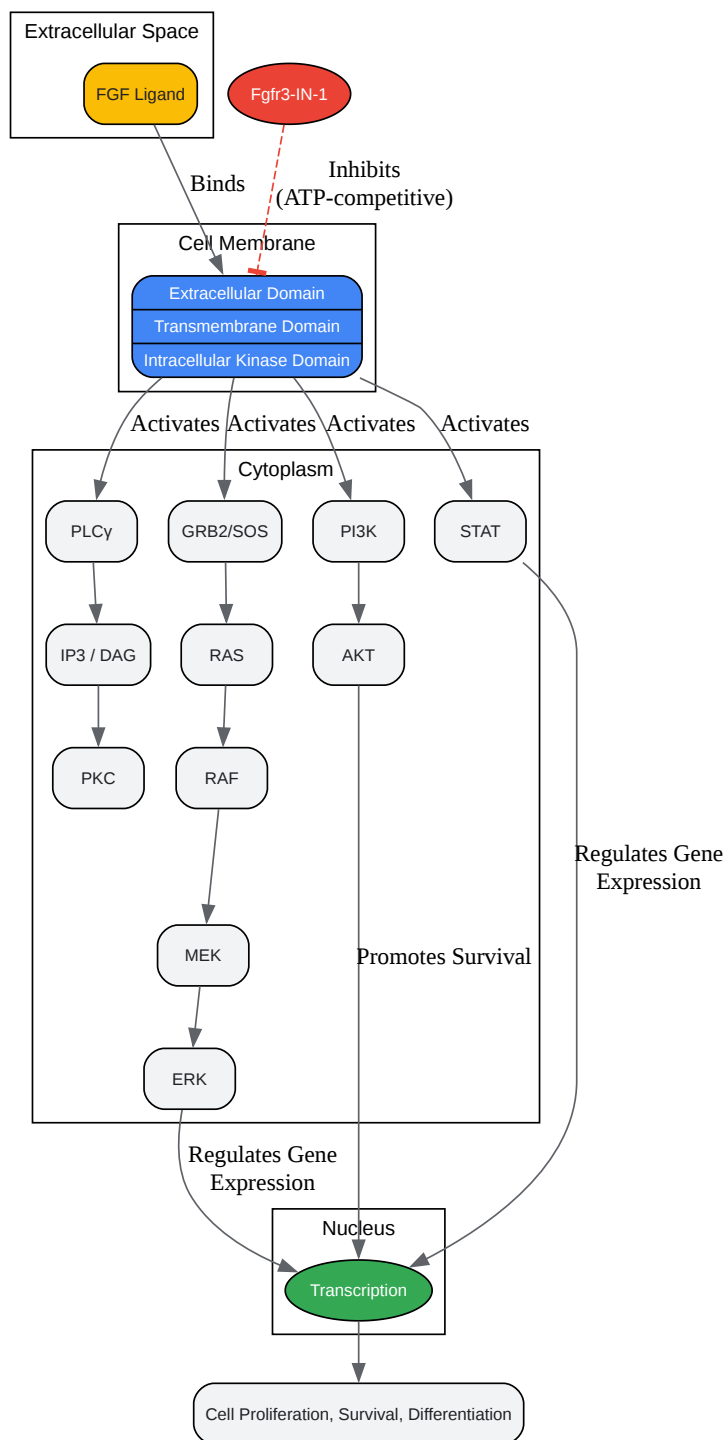 Extracellular Space
FGF Ligand
Fgfr3-IN-1
Binds
Inhibits
(ATP-competitive)
Cell Membrane
Extracellular Domain
Transmembrane Domain
Intracellular Kinase Domain
Activates
Activates
Activates
Activates
Cytoplasm
PLCγ
GRB2/SOS
PI3K
STAT
IP3 / DAG
RAS
AKT
PKC
RAF
Regulates Gene
Expression
MEK
Promotes Survival
ERK
Regulates Gene
Expression
Nucleus
Transcription
Cell Proliferation, Survival, Differentiation